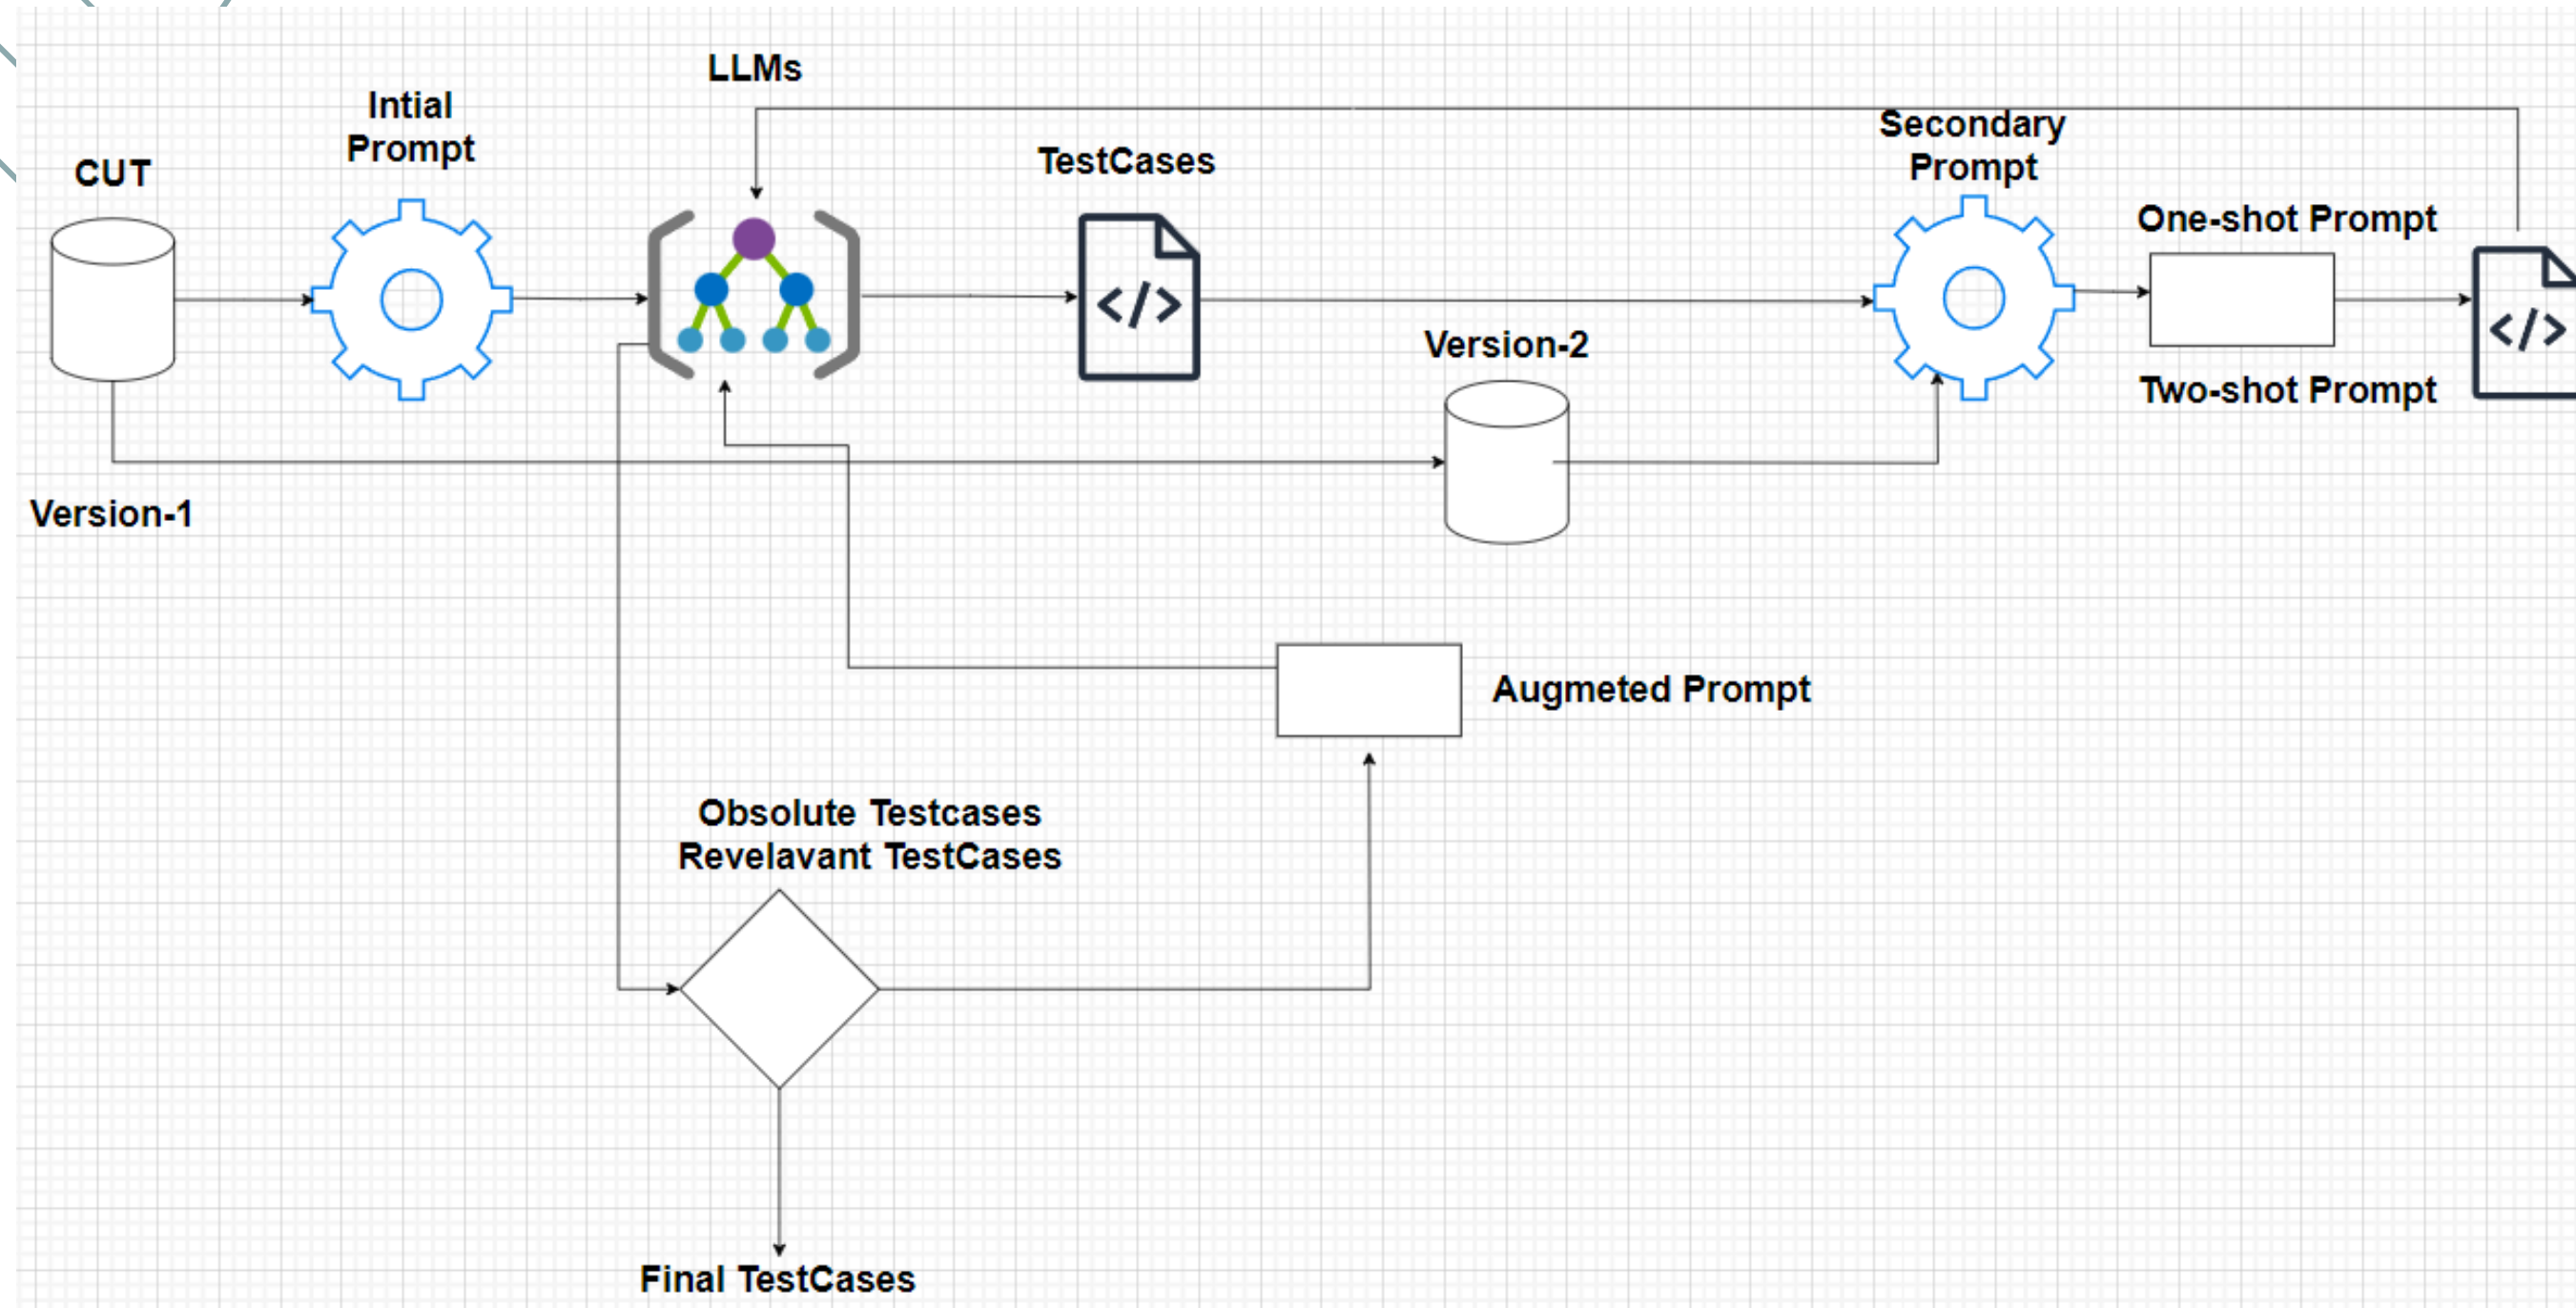 LLMs
Intial
Prompt
CUT
TestCases
Secondary
Prompt
One-shot Prompt
</>
</>
Version-2
Two-shot Prompt
Version-1
Augmeted Prompt
Obsolute Testcases
Revelavant TestCases
Final TestCases